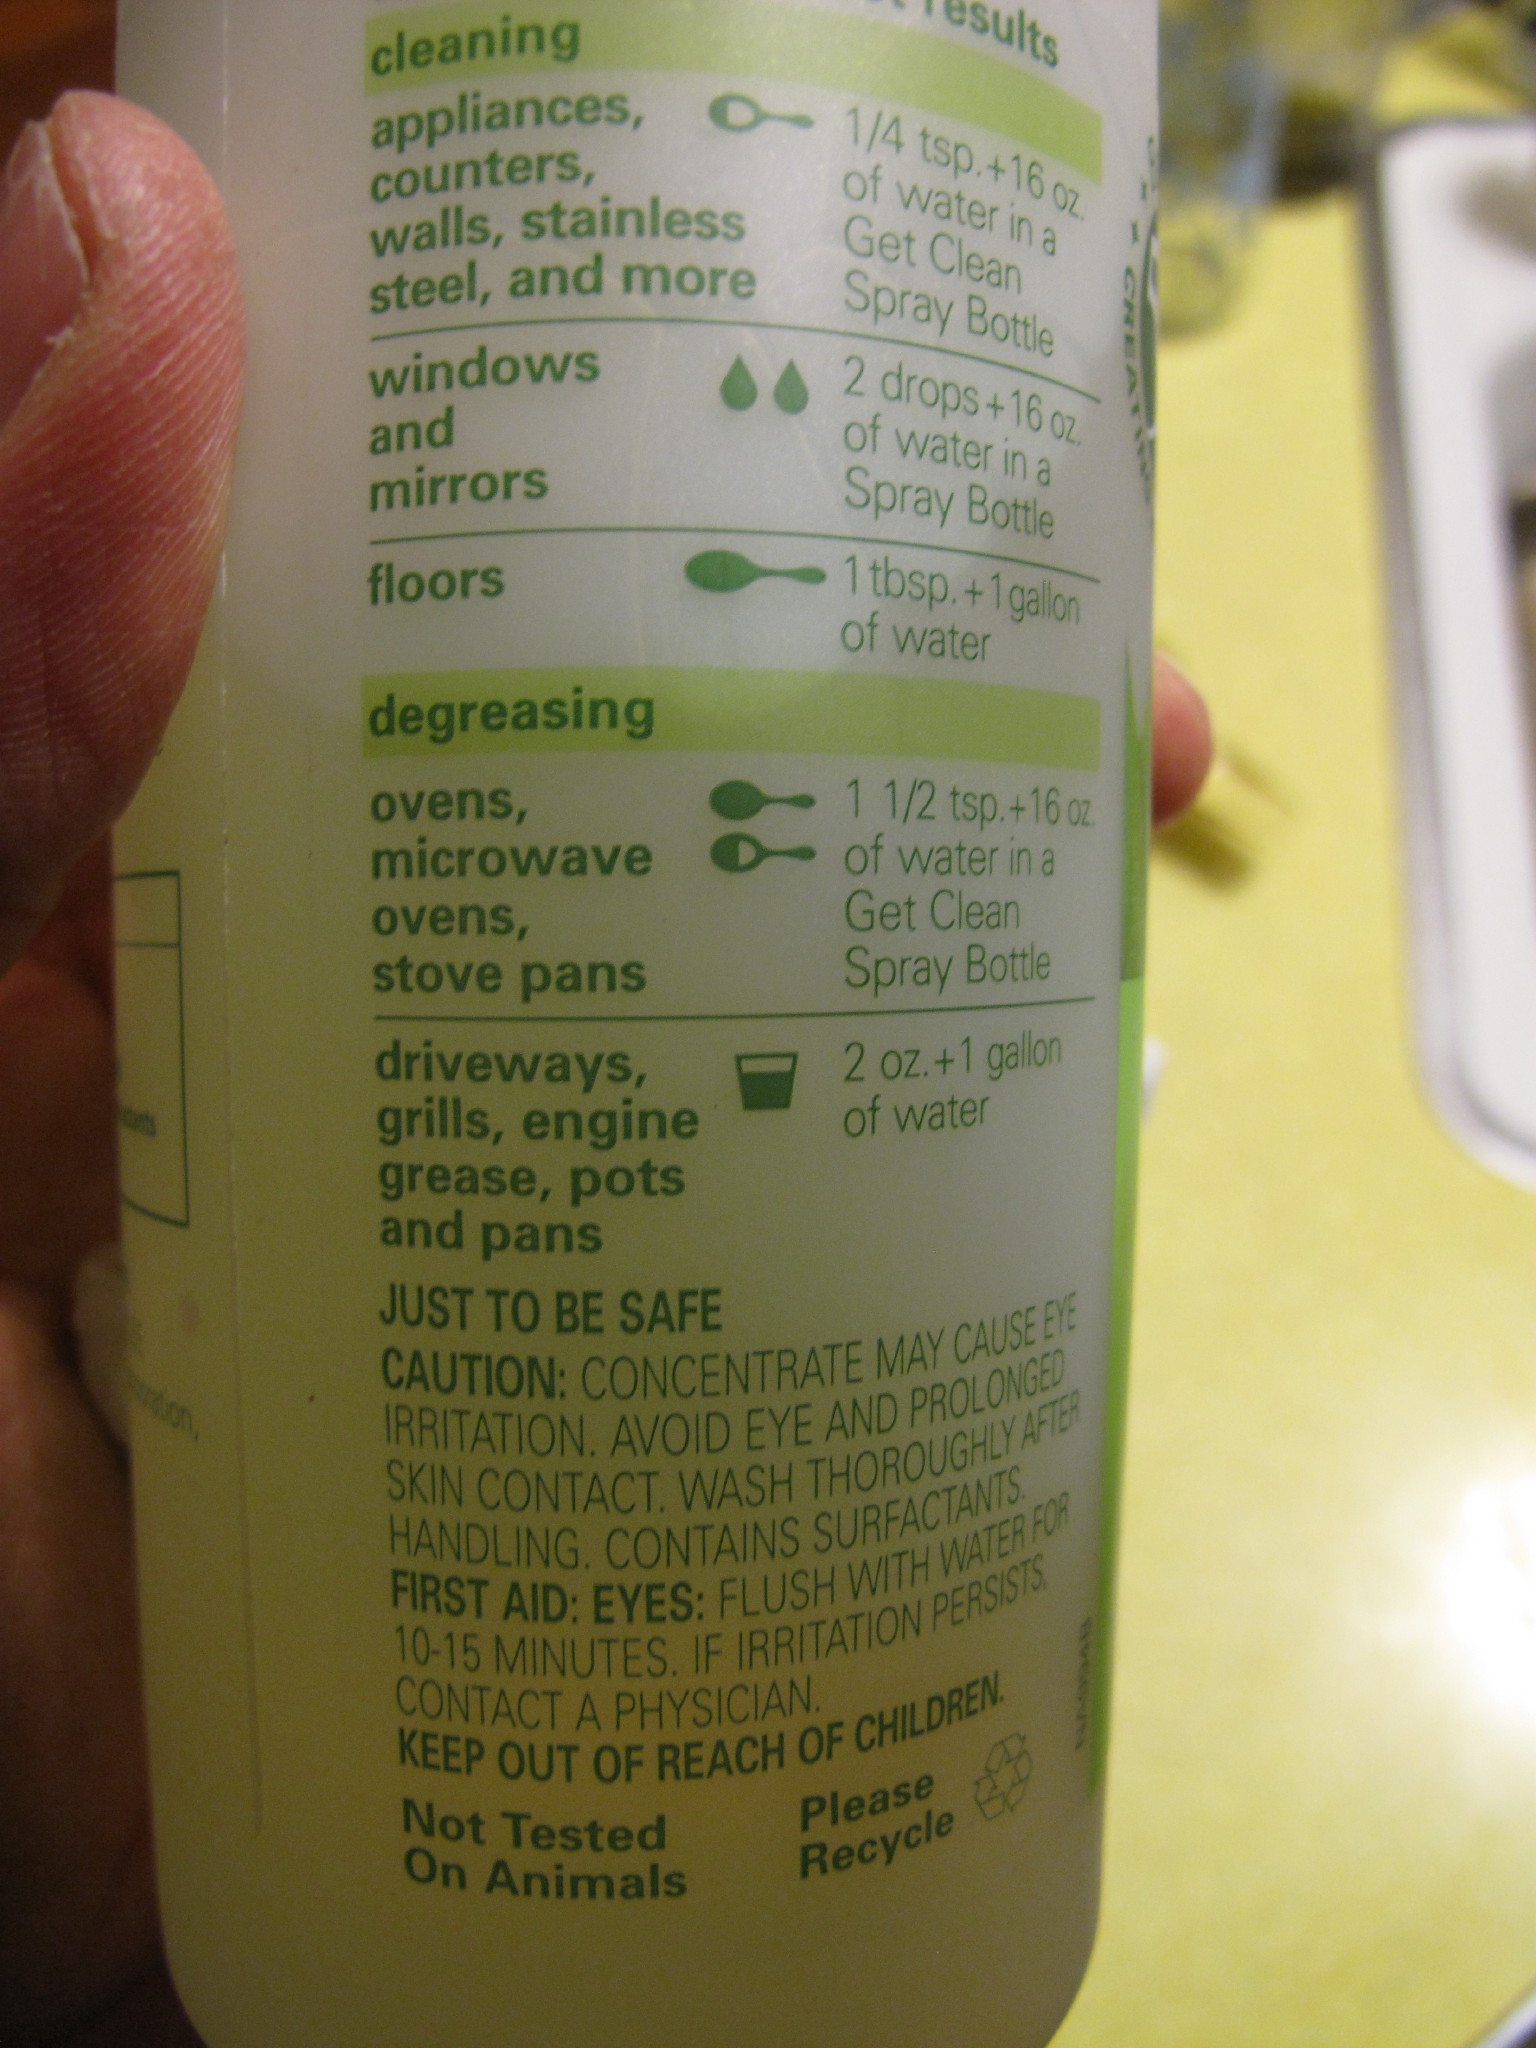 results
cleaning
appliances,
counters,
walls, stainless
steel, and more
1/4 tsp.+16 oz.
of water in a
Get Clean
Spray Bottle
windows
and
mirrors
2 drops+16 oz.
of water in a
Spray Bottle
floors
1 tbsp.+1 gallon
of water
degreasing
ovens,
microwave
ovens,
stove pans
1 1/2 tsp.+16 oz.
of water in a
Get Clean
Spray Bottle
driveways,
grills, engine
grease, pots
and pans
2 oz.+1 gallon
of water
JUST TO BE SAFE
CAUTION: CONCENTRATE MAY CAUSE EYE
IRRITATION. AVOID EYE AND PROLONGED
SKIN CONTACT. WASH THOROUGHLY AFTER
HANDLING. CONTAINS SURFACTANTS.
FIRST AID: EYES: FLUSH WITH WATER FOR
10-15 MINUTES. IF IRRITATION PERSISTS,
CONTACT A PHYSICIAN.
KEEP OUT OF REACH OF CHILDREN.
Not Tested
On Animals
Please
Recycle